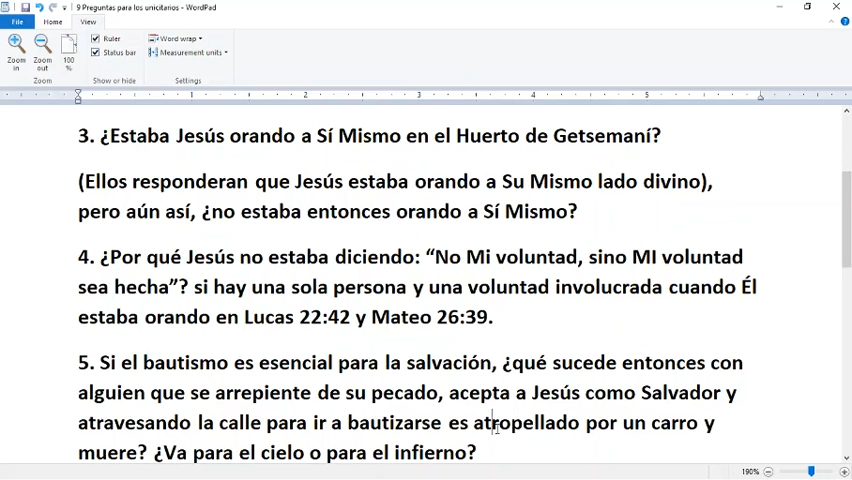 9 Preguntas para los unicitarios - WordPad
File Home View
Zoom in
Zoom out
100 %
Ruler
Status bar
Word wrap
Measurement units
Zoom
Show or hide
Settings
1 2 3 4 5
3. ¿Estaba Jesús orando a Sí Mismo en el Huerto de Getsemaní?
(Ellos responderan que Jesús estaba orando a Su Mismo lado divino),
pero aún así, ¿no estaba entonces orando a Sí Mismo?
4. ¿Por qué Jesús no estaba diciendo: “No Mi voluntad, sino MI voluntad
sea hecha”? si hay una sola persona y una voluntad involucrada cuando Él
estaba orando en Lucas 22:42 y Mateo 26:39.
5. Si el bautismo es esencial para la salvación, ¿qué sucede entonces con
alguien que se arrepiente de su pecado, acepta a Jesús como Salvador y
atravesando la calle para ir a bautizarse es atropellado por un carro y
muere? ¿Va para el cielo o para el infierno?
190%